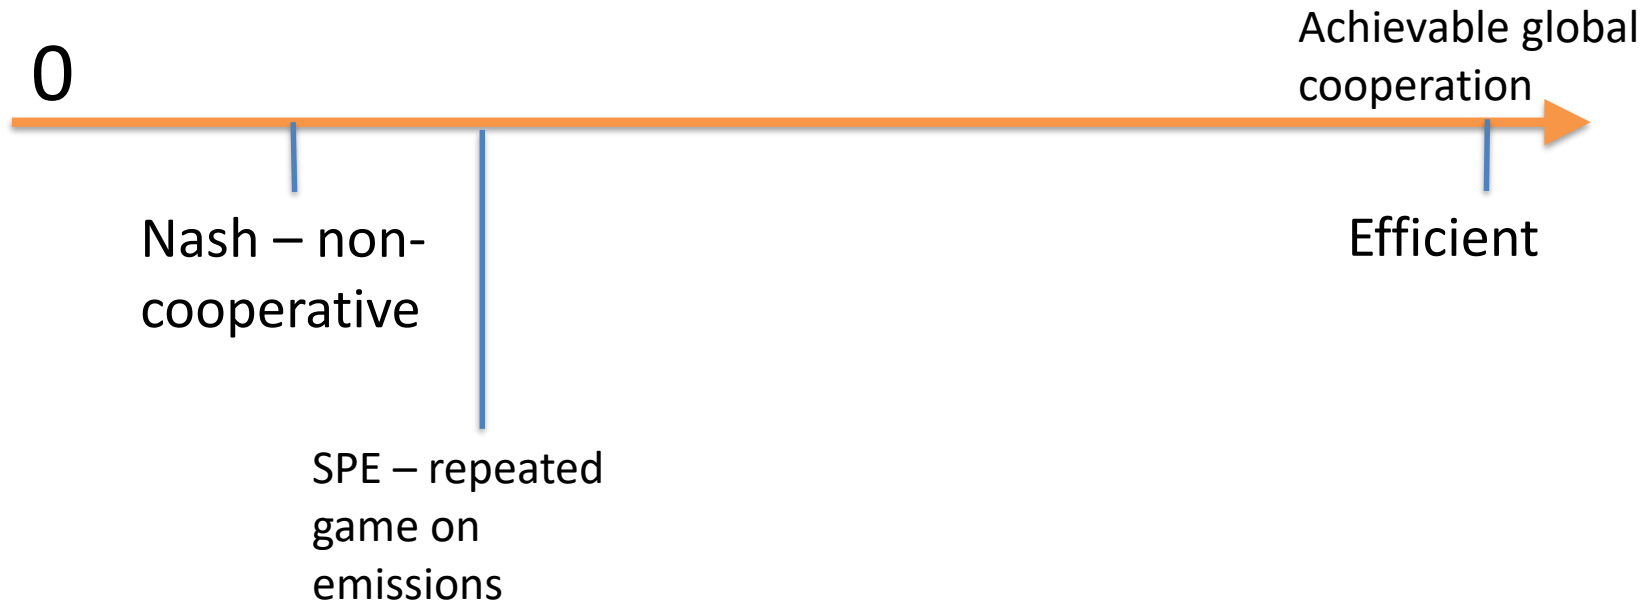 Achievable global
cooperation
0
Nash – non-
cooperative
Efficient
SPE – repeated
game on
emissions